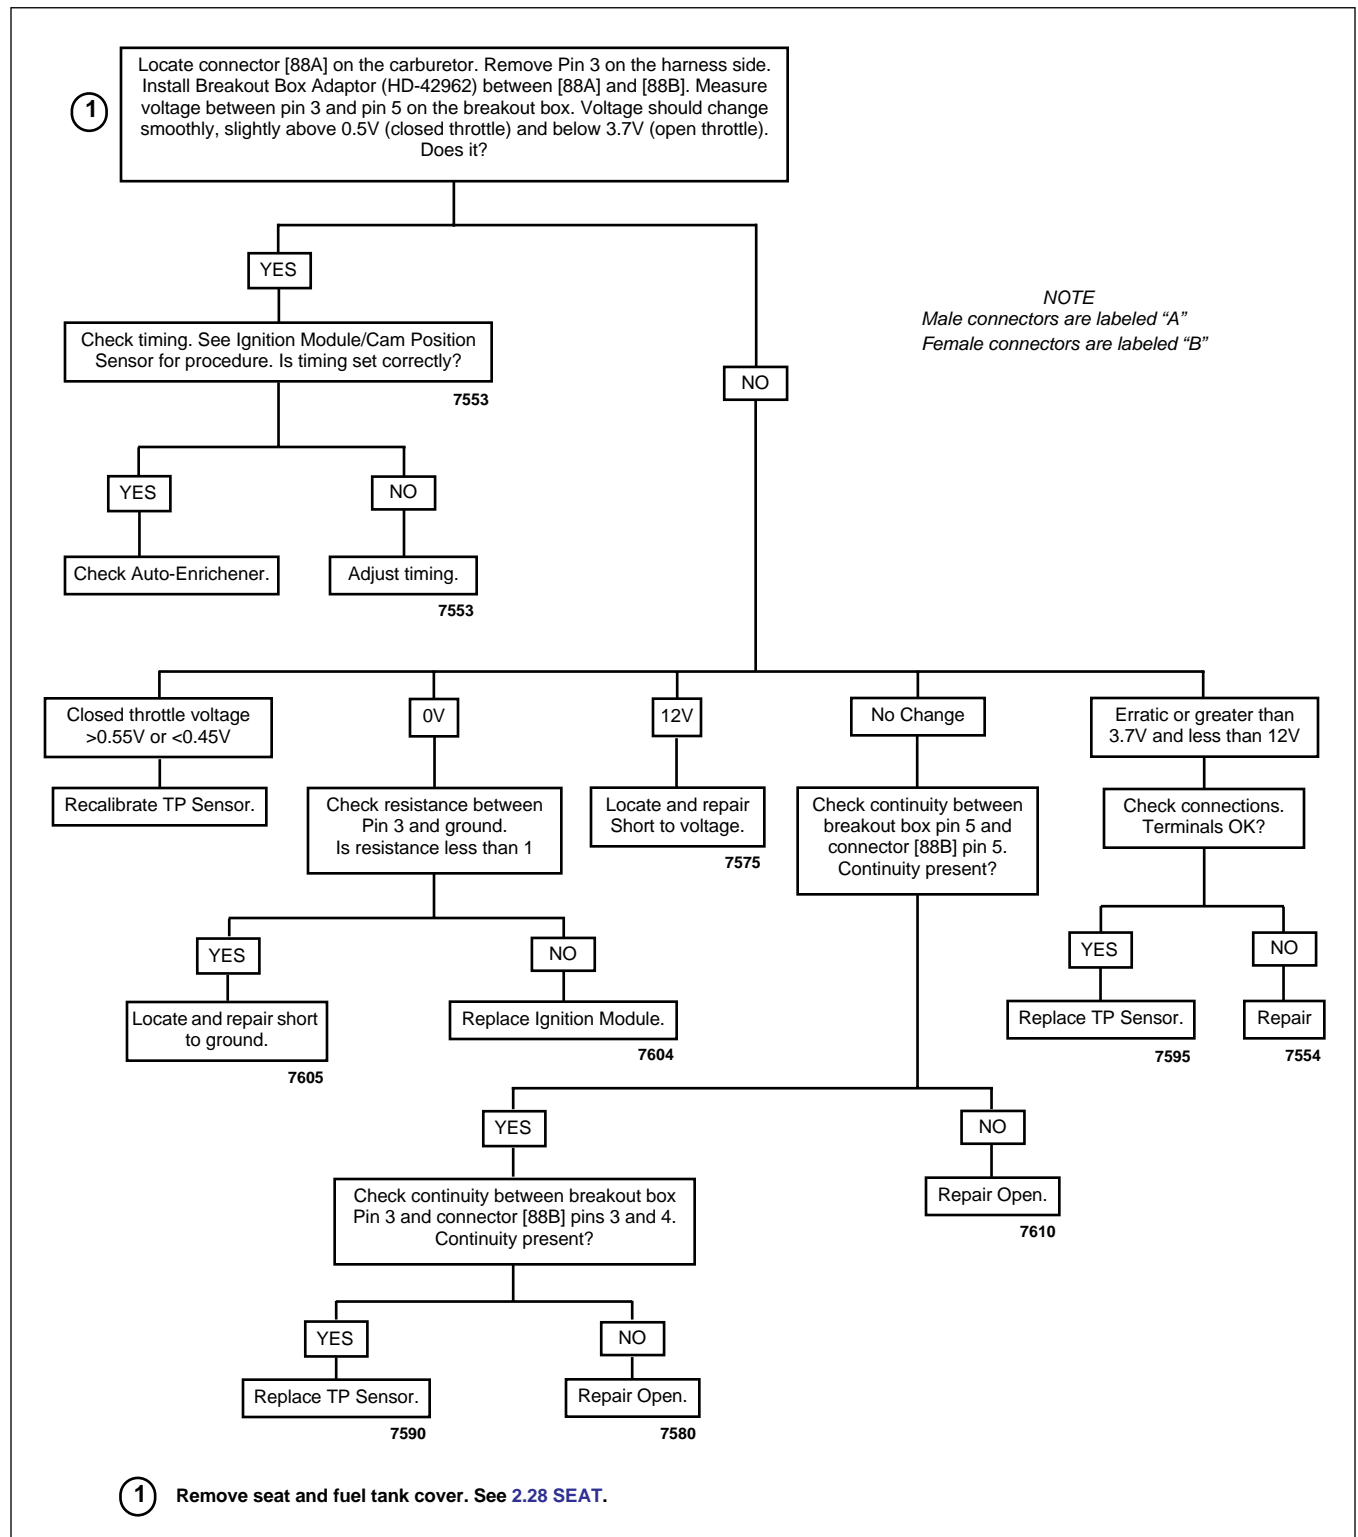 Locate connector [88A] on the carburetor. Remove Pin 3 on the harness side.
Install Breakout Box Adaptor (HD-42962) between [88A] and [88B]. Measure
voltage between pin 3 and pin 5 on the breakout box. Voltage should change
smoothly, slightly above 0.5V (closed throttle) and below 3.7V (open throttle).
Does it?
1
YES
NOTE
Male connectors are labeled “A”
Female connectors are labeled “B”
Check timing. See Ignition Module/Cam Position
Sensor for procedure. Is timing set correctly?
7553
NO
YES
NO
Check Auto-Enrichener.
Adjust timing.
7553
Closed throttle voltage
>0.55V or <0.45V
0V
12V
No Change
Erratic or greater than
3.7V and less than 12V
Recalibrate TP Sensor.
Check resistance between
Pin 3 and ground.
Is resistance less than 1
Locate and repair
Short to voltage.
7575
Check continuity between
breakout box pin 5 and
connector [88B] pin 5.
Continuity present?
Check connections.
Terminals OK?
YES
NO
YES
NO
Locate and repair short
to ground.
7605
Replace Ignition Module.
7604
Replace TP Sensor.
7595
Repair
7554
YES
NO
Check continuity between breakout box
Pin 3 and connector [88B] pins 3 and 4.
Continuity present?
Repair Open.
7610
YES
NO
Replace TP Sensor.
7590
Repair Open.
7580
1 Remove seat and fuel tank cover. See 2.28 SEAT.